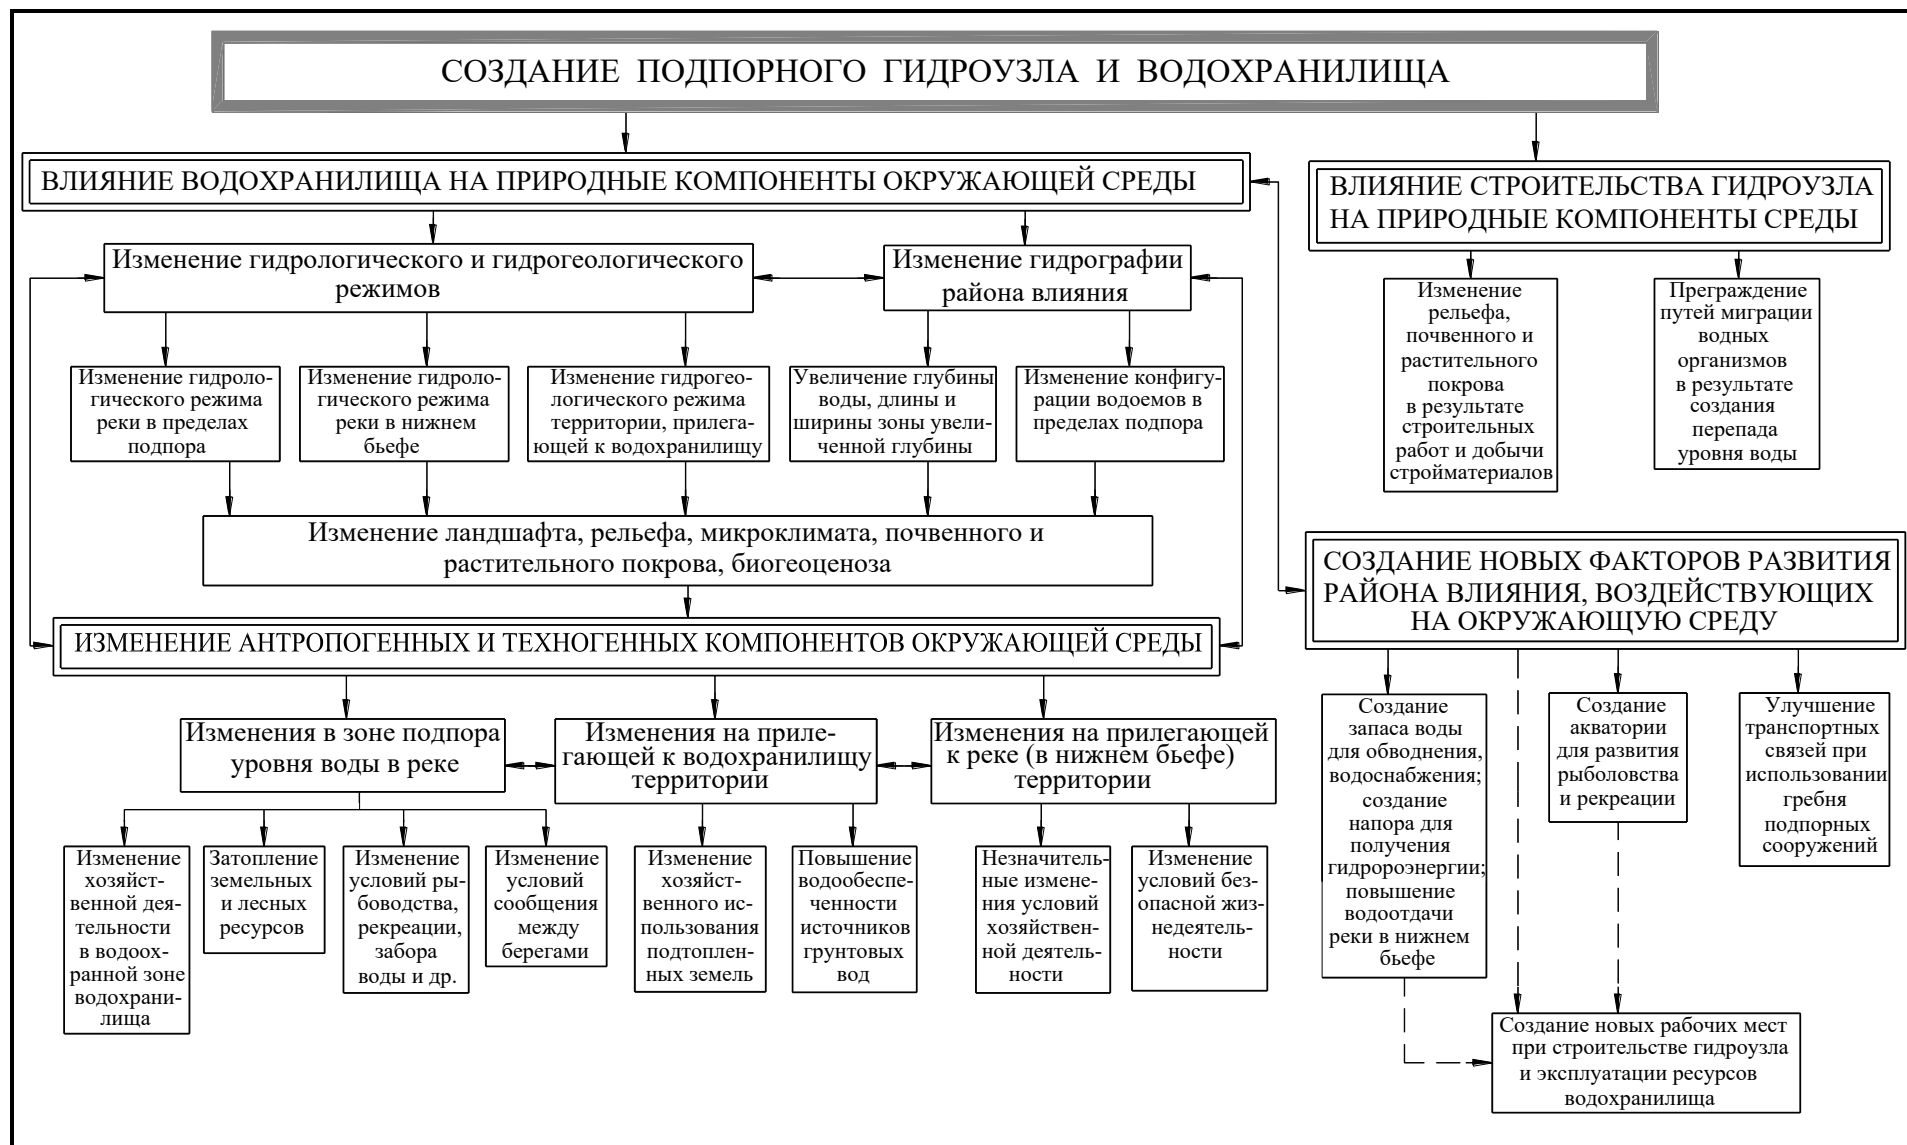 СОЗДАНИЕ ПОДПОРНОГО ГИДРОУЗЛА И ВОДОХРАНИЛИЩА
ВЛИЯНИЕ ВОДОХРАНИЛИЩА НА ПРИРОДНЫЕ КОМПОНЕНТЫ ОКРУЖАЮЩЕЙ СРЕДЫ
ВЛИЯНИЕ СТРОИТЕЛЬСТВА ГИДРОУЗЛА
НА ПРИРОДНЫЕ КОМПОНЕНТЫ СРЕДЫ
Изменение гидрологического и гидрогеологического
режимов
Изменение гидрографии
района влияния
Изменение
рельефа,
почвенного и
растительного
покрова
в результате
строительных
работ и добычи
стройматериалов
Преграждение
путей миграции
водных
организмов
в результате
создания
перепада
уровня воды
Изменение гидроло-
гического режима
реки в пределах
подпора
Изменение гидроло-
гического режима
реки в нижнем
бьефе
Изменение гидрогео-
логического режима
территории, прилега-
ющей к водохранилищу
Увеличение глубины
воды, длины и
ширины зоны увели-
ченной глубины
Изменение конфигу-
рации водоемов в
пределах подпора
Изменение ландшафта, рельефа, микроклимата, почвенного и
растительного покрова, биогеоценоза
СОЗДАНИЕ НОВЫХ ФАКТОРОВ РАЗВИТИЯ
РАЙОНА ВЛИЯНИЯ, ВОЗДЕЙСТВУЮЩИХ
НА ОКРУЖАЮЩУЮ СРЕДУ
ИЗМЕНЕНИЕ АНТРОПОГЕННЫХ И ТЕХНОГЕННЫХ КОМПОНЕНТОВ ОКРУЖАЮЩЕЙ СРЕДЫ
Изменения в зоне подпора
уровня воды в реке
Изменения на приле-
гающей к водохранилищу
территории
Изменения на прилегающей
к реке (в нижнем бьефе)
территории
Создание
запаса воды
для обводнения,
водоснабжения;
создание
напора для
получения
гидророэнергии;
повышение
водоотдачи
реки в нижнем
бьефе
Создание
акватории
для развития
рыболовства
и рекреации
Улучшение
транспортных
связей при
использовании
гребня
подпорных
сооружений
Изменение
хозяйст-
венной дея-
тельности
в водоох-
ранной зоне
водохрани-
лища
Затопление
земельных
и лесных
ресурсов
Изменение
условий ры-
боводства,
рекреации,
забора
воды и др.
Изменение
условий
сообщения
между
берегами
Изменение
хозяйст-
венного ис-
пользования
подтоплен-
ных земель
Повышение
водообеспе-
ченности
источников
грунтовых
вод
Незначитель-
ные измене-
ния условий
хозяйствен-
ной деятель-
ности
Изменение
условий без-
опасной жиз-
недеятель-
ности
Создание новых рабочих мест
при строительстве гидроузла
и эксплуатации ресурсов
водохранилища